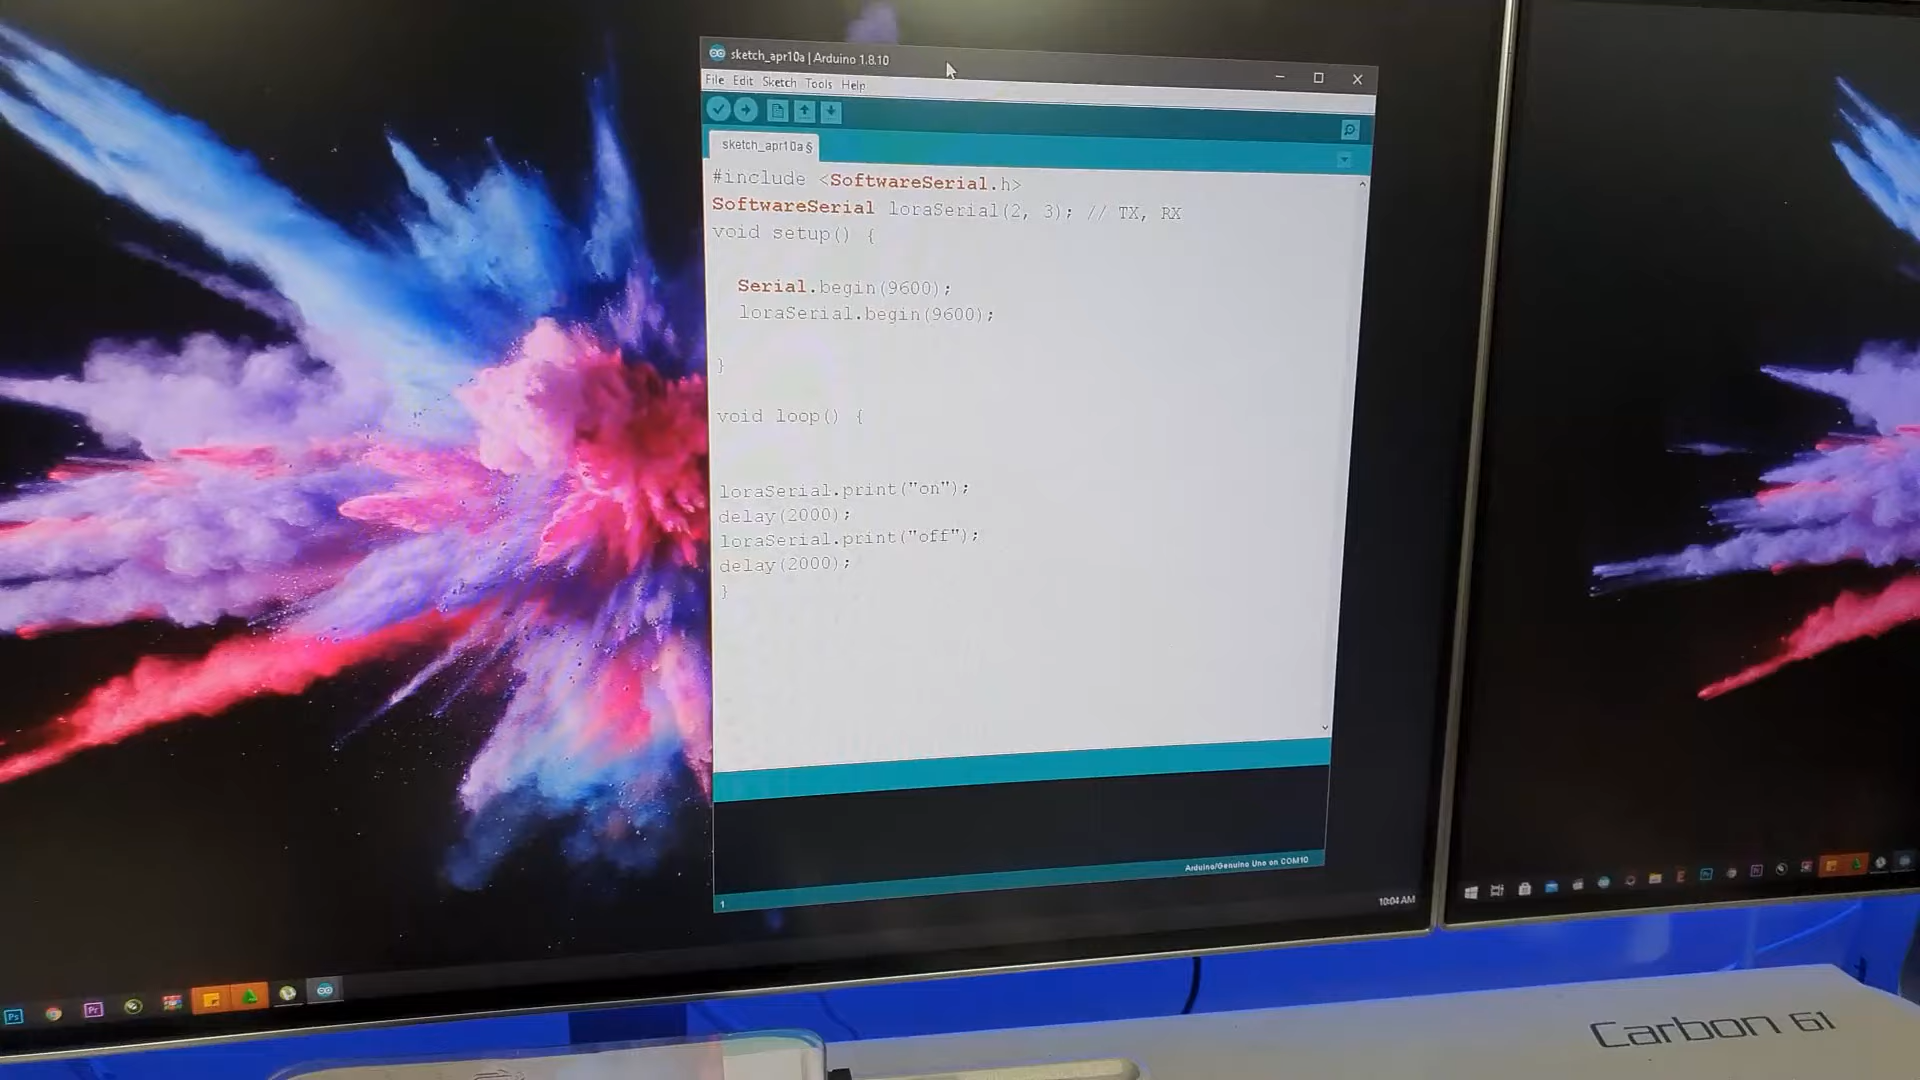 sketch_apr10a | Arduino 1.8.10
File Edit Sketch Tools Help
sketch_apr10a §
#include <SoftwareSerial.h>
SoftwareSerial loraSerial(2, 3); // TX, RX
void setup() {
Serial.begin(9600);
loraSerial.begin(9600);
}
void loop() {
loraSerial.print("on");
delay(2000);
loraSerial.print("off");
delay(2000);
}
Arduino/Genuino Uno on COM10
1
10:04 AM
Ps
Pr
Carbon 61